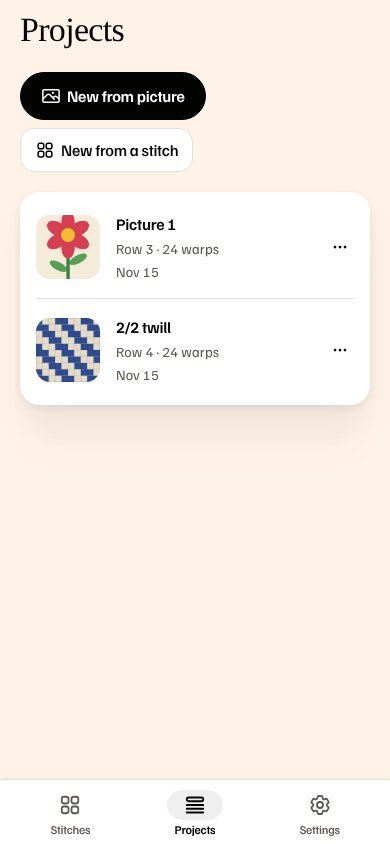 Projects
New from picture
New from a stitch
Picture 1
Row 3 · 24 warps
Nov 15
2/2 twill
Row 4 · 24 warps
Nov 15
Stitches
Projects
Settings